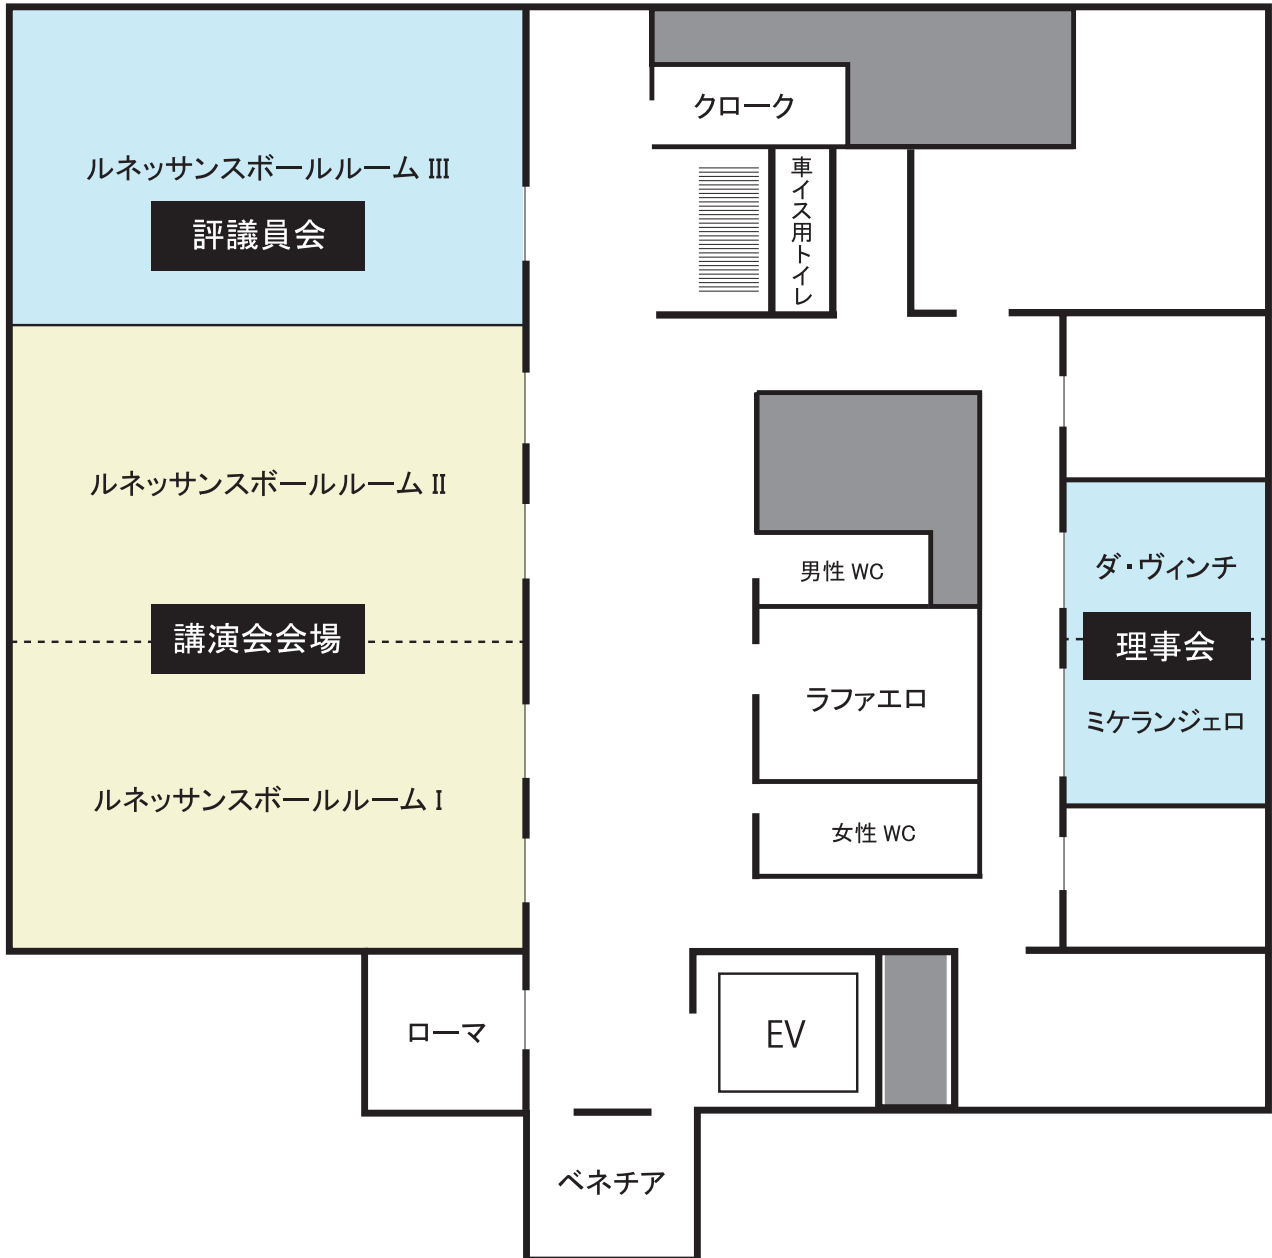 クローク
ルネッサンスボールルーム III
評議員会
車イス用トイレ
ルネッサンスボールルーム II
男性 WC
ダ・ヴィンチ
講演会会場
理事会
ラファエロ
ミケランジェロ
ルネッサンスボールルーム I
女性 WC
ローマ
EV
ベネチア